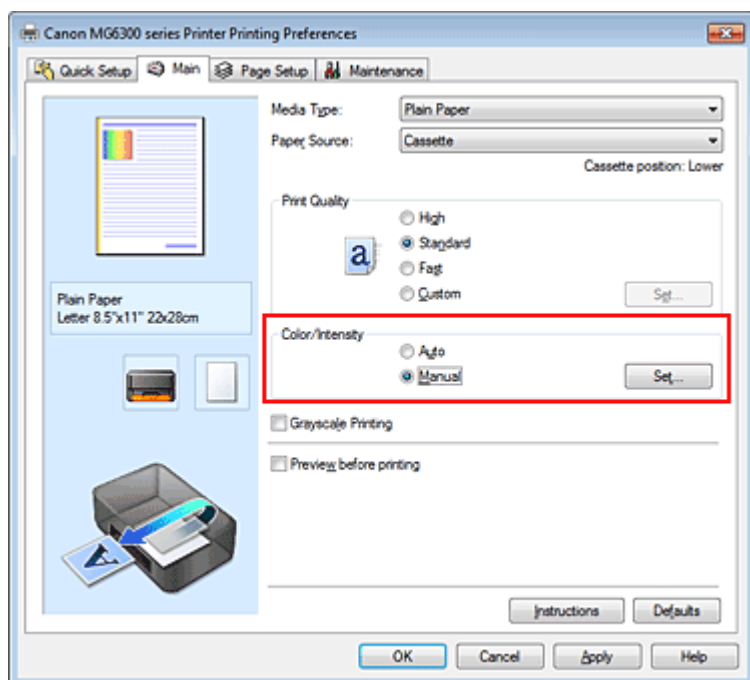 Canon MG6300 series Printer Printing Preferences
Quick Setup
Main
Page Setup
Maintenance
Media Type:
Plain Paper
Paper Source:
Cassette
Cassette position: Lower
Print Quality
High
Standard
Fast
Custom
Set...
a
Plain Paper
Letter 8.5"x11" 22x28cm
Color/Intensity
Auto
Manual
Set...
Grayscale Printing
Preview before printing
A
Instructions
Defaults
OK
Cancel
Apply
Help